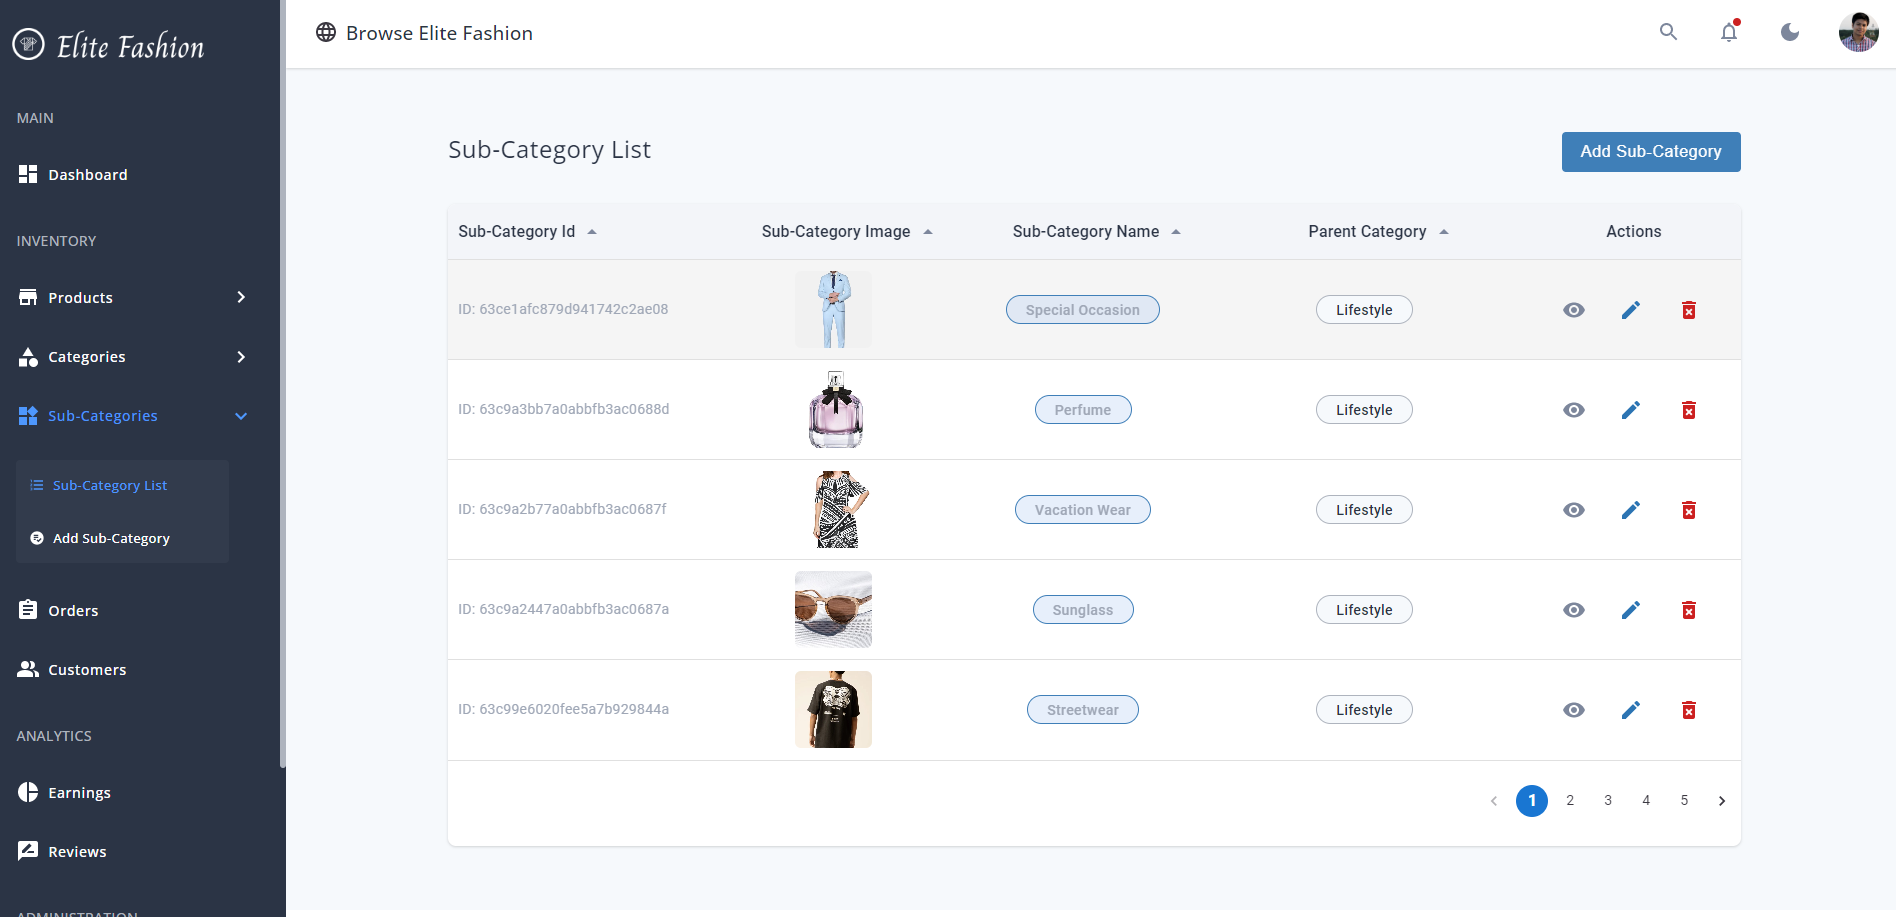 Elite Fashion
Browse Elite Fashion
MAIN
Dashboard
INVENTORY
Products
Categories
Sub-Categories
Sub-Category List
Add Sub-Category
Orders
Customers
ANALYTICS
Earnings
Reviews
ADMINISTRATION
Sub-Category List
Add Sub-Category
Sub-Category Id Sub-Category Image Sub-Category Name Parent Category Actions
ID: 63ce1afc879d941742c2ae08 Special Occasion Lifestyle
ID: 63c9a3bb7a0abbfb3ac0688d Perfume Lifestyle
ID: 63c9a2b77a0abbfb3ac0687f Vacation Wear Lifestyle
ID: 63c9a2447a0abbfb3ac0687a Sunglass Lifestyle
ID: 63c99e6020fee5a7b929844a Streetwear Lifestyle
1 2 3 4 5